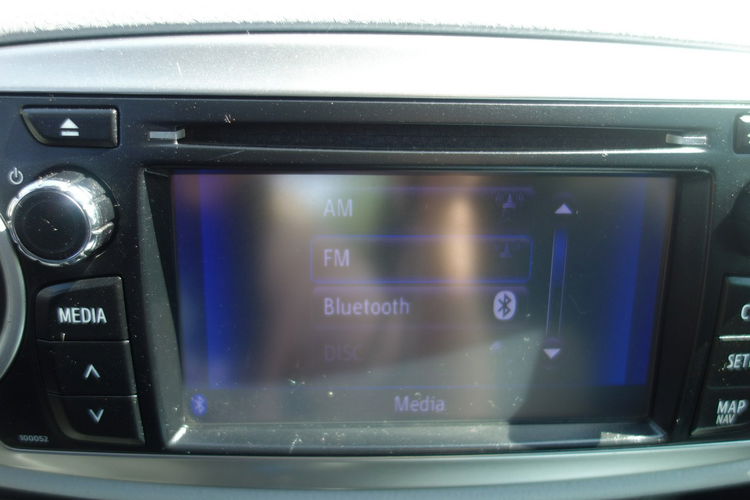 AM
FM
Bluetooth
DISC
Media
MEDIA
100052
MAP
NAV